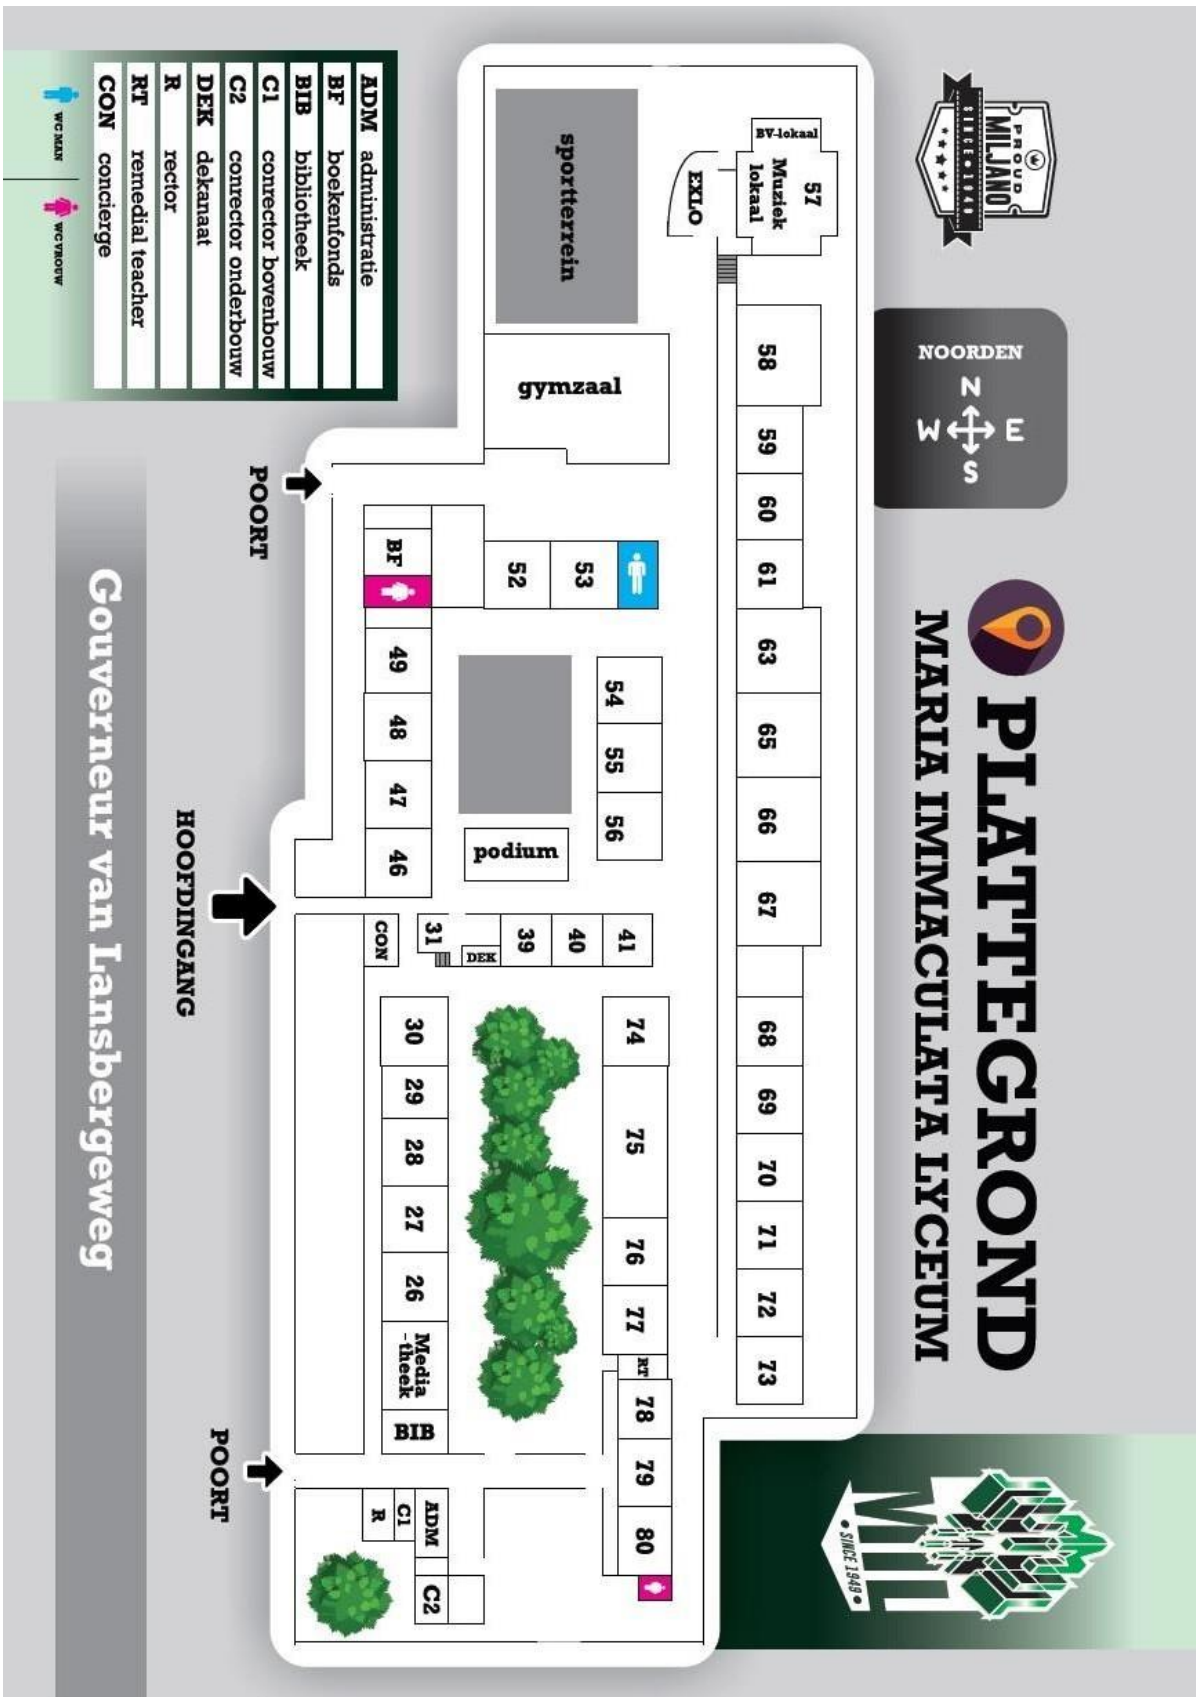 PLATTEGROND
MARIA IMMACULATA LYCEUM
PROUD
MILJANO
SINCE 1949
NOORDEN
N
W E
S
SINCE 1949
BV-lokaal
57
Muziek
lokaal
EXLO
sportterrein
gymzaal
58
59
60
61
63
65
66
67
68
69
70
71
72
73
52
53
54
55
56
BF
49
48
47
46
podium
CON
31
DEK
39
40
41
30
29
28
27
26
Media
-theek
BIB
74
75
76
77
RT
78
79
80
ADM
C1
R
C2
POORT
HOOFDINGANG
POORT
Gouverneur van Lansbergeweg
ADM administratie
BF boekenfonds
BIB bibliotheek
C1 conrector bovenbouw
C2 conrector onderbouw
DEK dekanaat
R rector
RT remedial teacher
CON concierge
WC MAN
WC VROUW